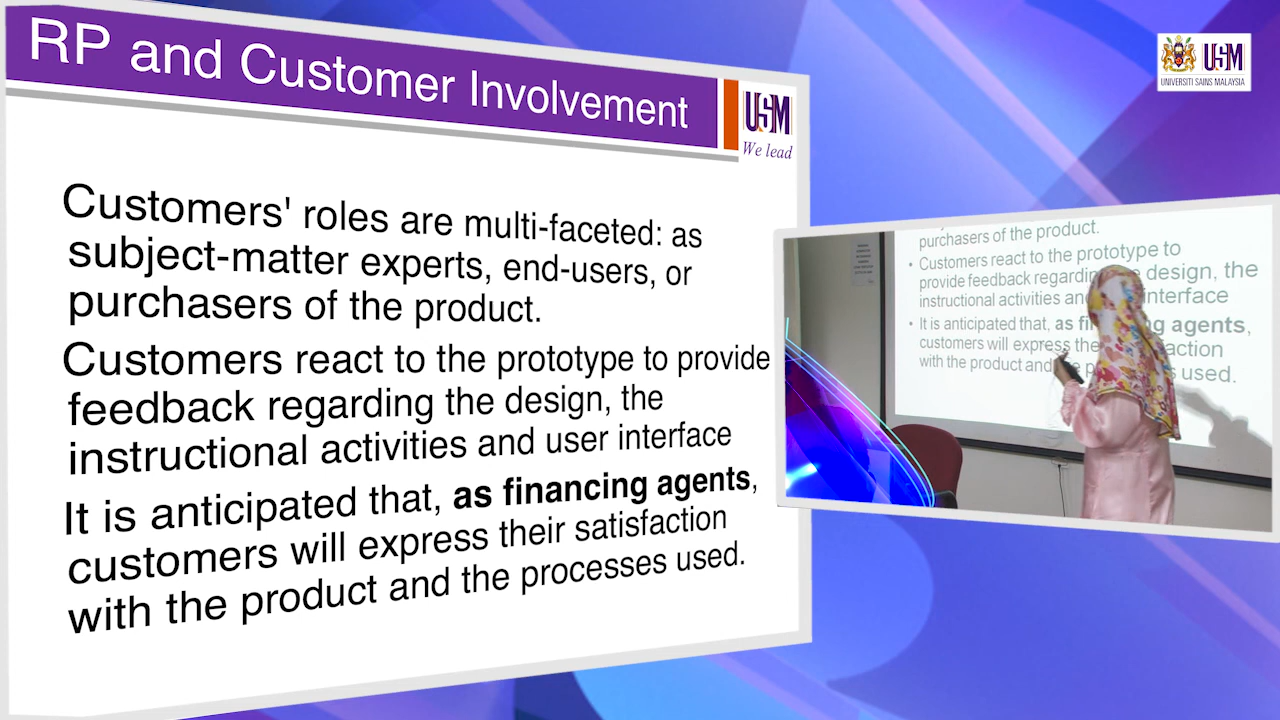 RP and Customer Involvement
USM
We lead
Customers' roles are multi-faceted: as
subject-matter experts, end-users, or
purchasers of the product.
Customers react to the prototype to provide
feedback regarding the design, the
instructional activities and user interface
It is anticipated that, as financing agents,
customers will express their satisfaction
with the product and the processes used.
USM
UNIVERSITI SAINS MALAYSIA
purchasers of the product.
• Customers react to the prototype to
provide feedback regarding design, the
instructional activities and interface
• It is anticipated that, as agents,
customers will express the
with the product and used.